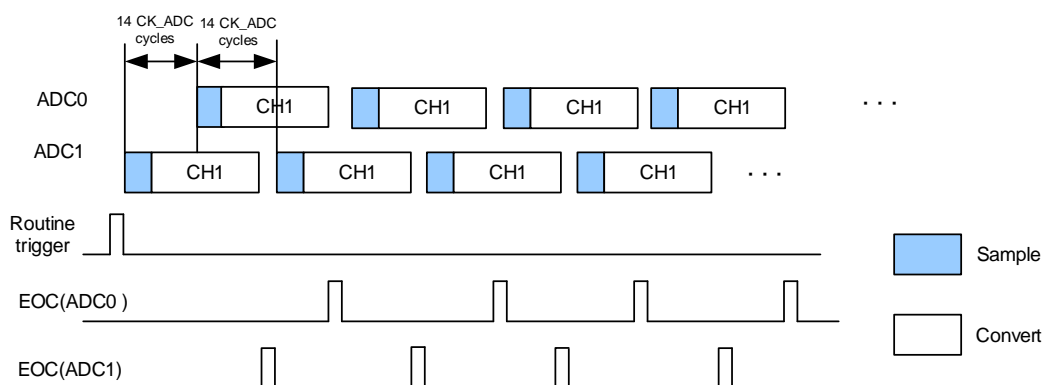 14 CK_ADC
cycles
14 CK_ADC
cycles
ADC0
CH1
CH1
CH1
CH1
. . .
ADC1
CH1
CH1
CH1
CH1
. . .
Routine
trigger
Sample
EOC(ADC0 )
Convert
EOC(ADC1)